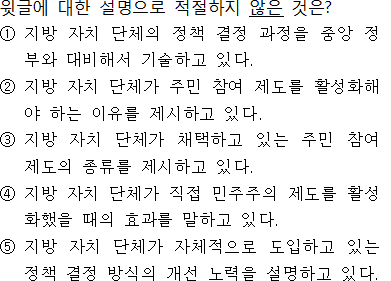 윗글에 대한 설명으로 적절하지 않은 것은?
① 지방 자치 단체의 정책 결정 과정을 중앙 정
부와 대비해서 기술하고 있다.
② 지방 자치 단체가 주민 참여 제도를 활성화해
야 하는 이유를 제시하고 있다.
③ 지방 자치 단체가 채택하고 있는 주민 참여
제도의 종류를 제시하고 있다.
④ 지방 자치 단체가 직접 민주주의 제도를 활성
화했을 때의 효과를 말하고 있다.
⑤ 지방 자치 단체가 자체적으로 도입하고 있는
정책 결정 방식의 개선 노력을 설명하고 있다.